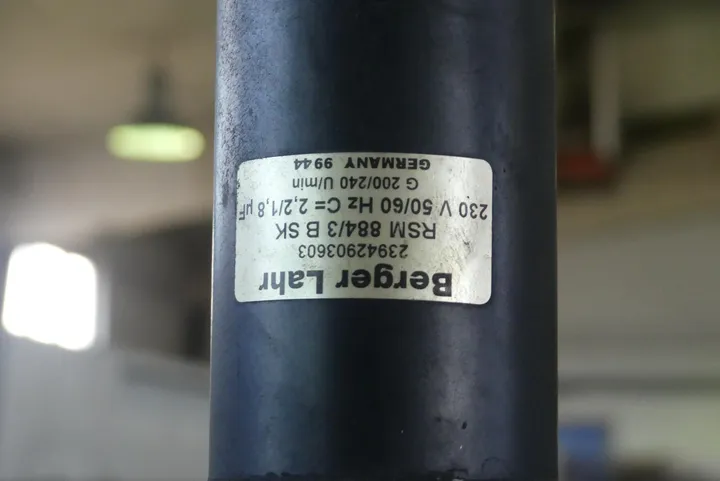 Berger Lahr
23942903603
RSM 884/3 B SK
230 V 50/60 Hz C= 2,2/1,8 µF
G 200/240 U/min
GERMANY 9944